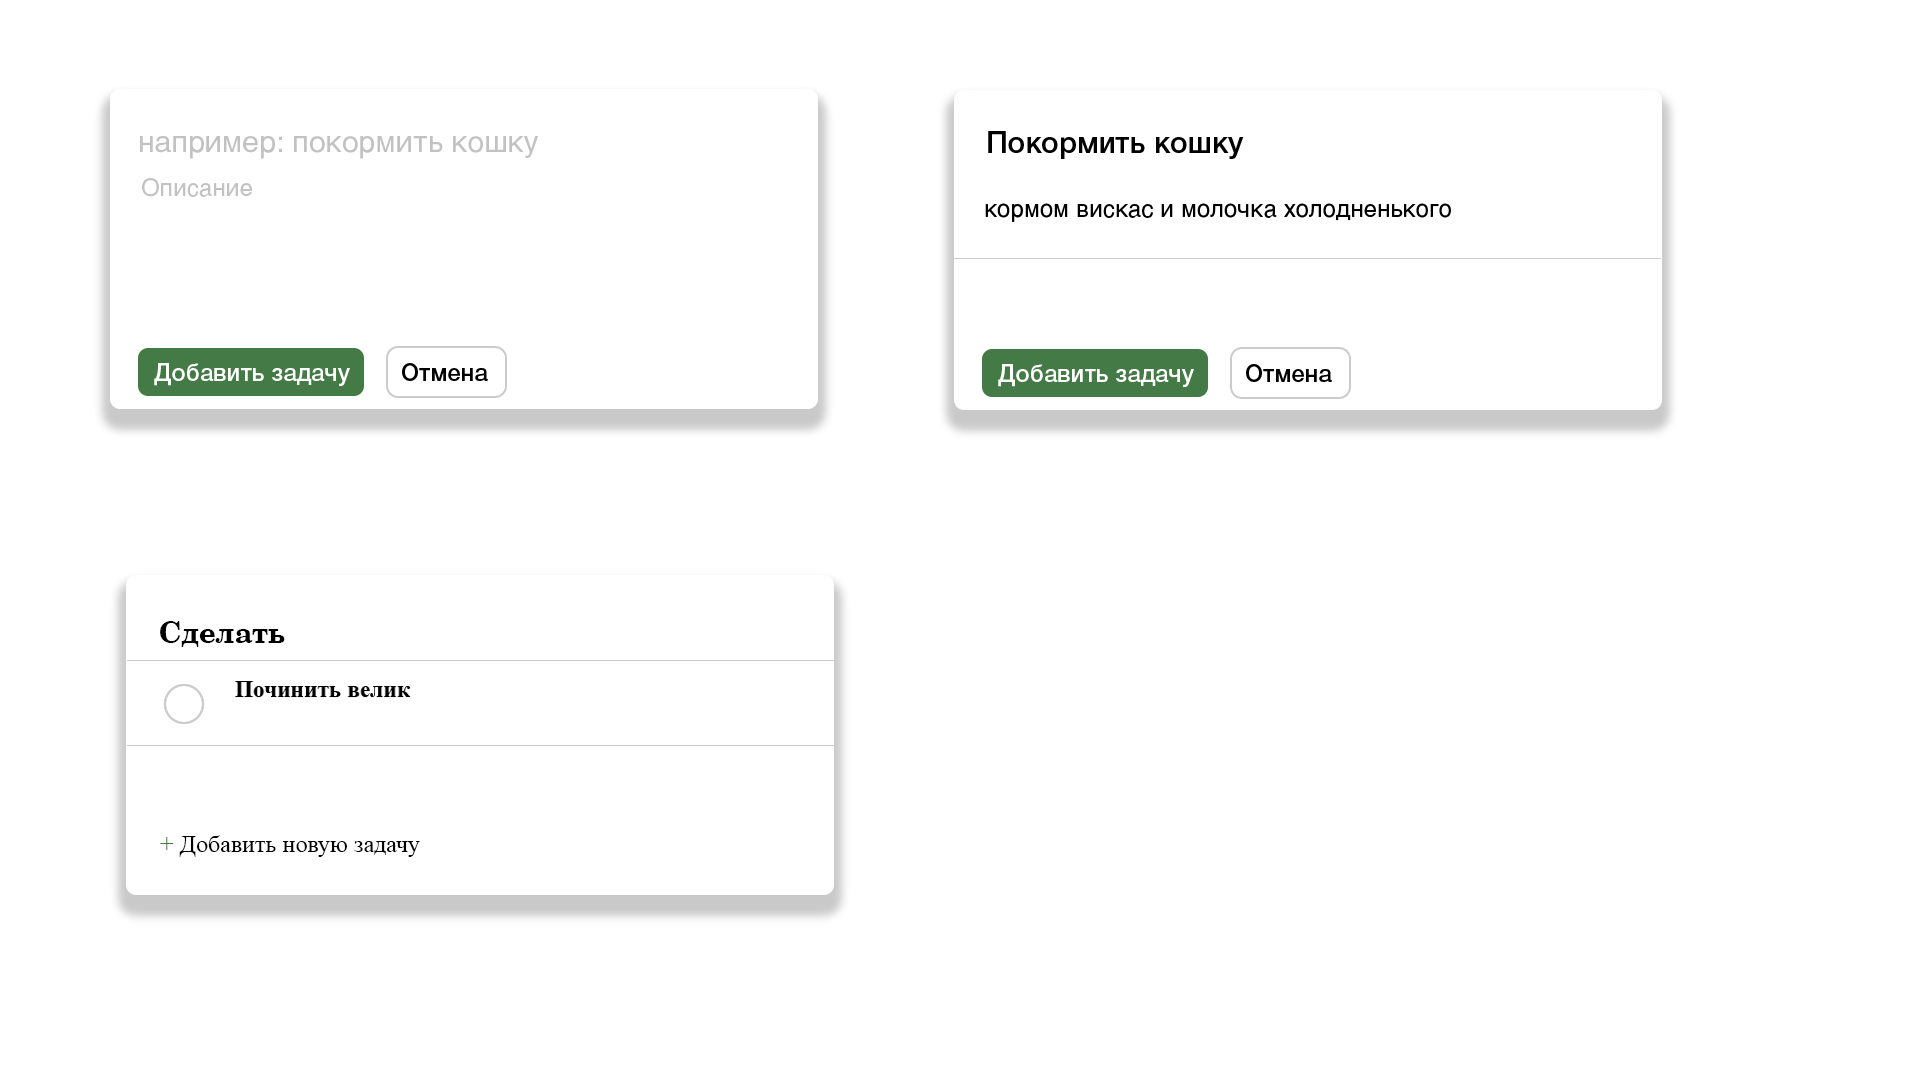 например: покормить кошку
Описание
Добавить задачу
Отмена
Покормить кошку
кормом вискас и молочка холодненького
Добавить задачу
Отмена
Сделать
Починить велик
+ Добавить новую задачу